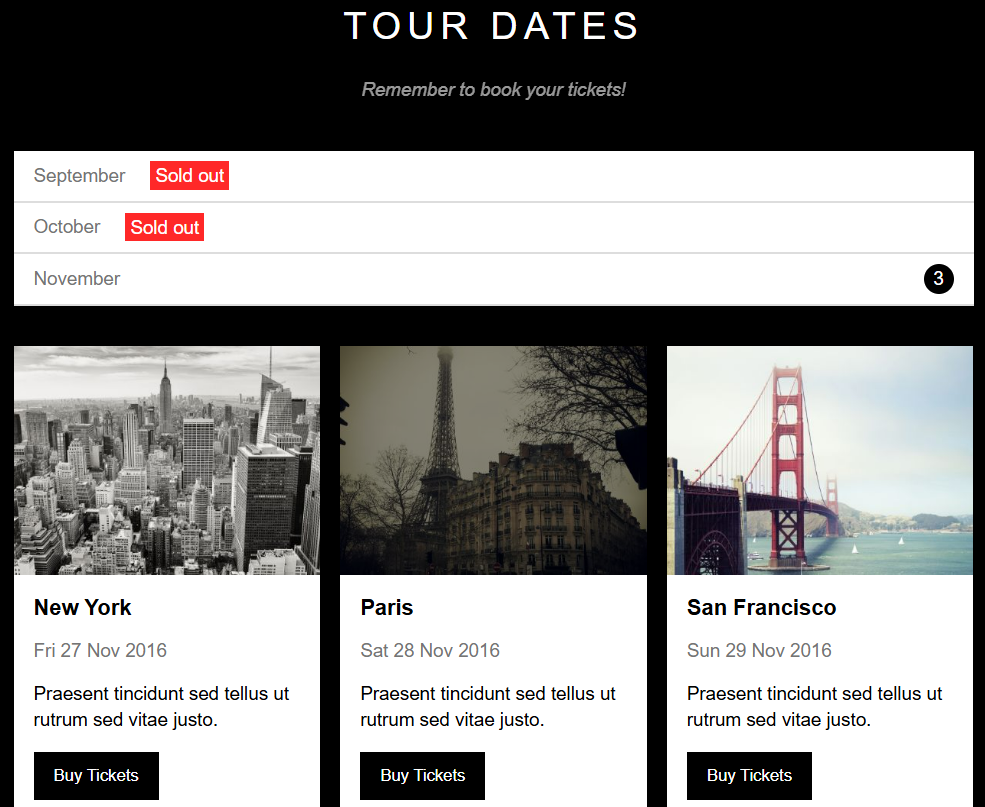 TOUR DATES
Remember to book your tickets!
September Sold out
October Sold out
November 3
New York
Fri 27 Nov 2016
Praesent tincidunt sed tellus ut
rutrum sed vitae justo.
Buy Tickets
Paris
Sat 28 Nov 2016
Praesent tincidunt sed tellus ut
rutrum sed vitae justo.
Buy Tickets
San Francisco
Sun 29 Nov 2016
Praesent tincidunt sed tellus ut
rutrum sed vitae justo.
Buy Tickets